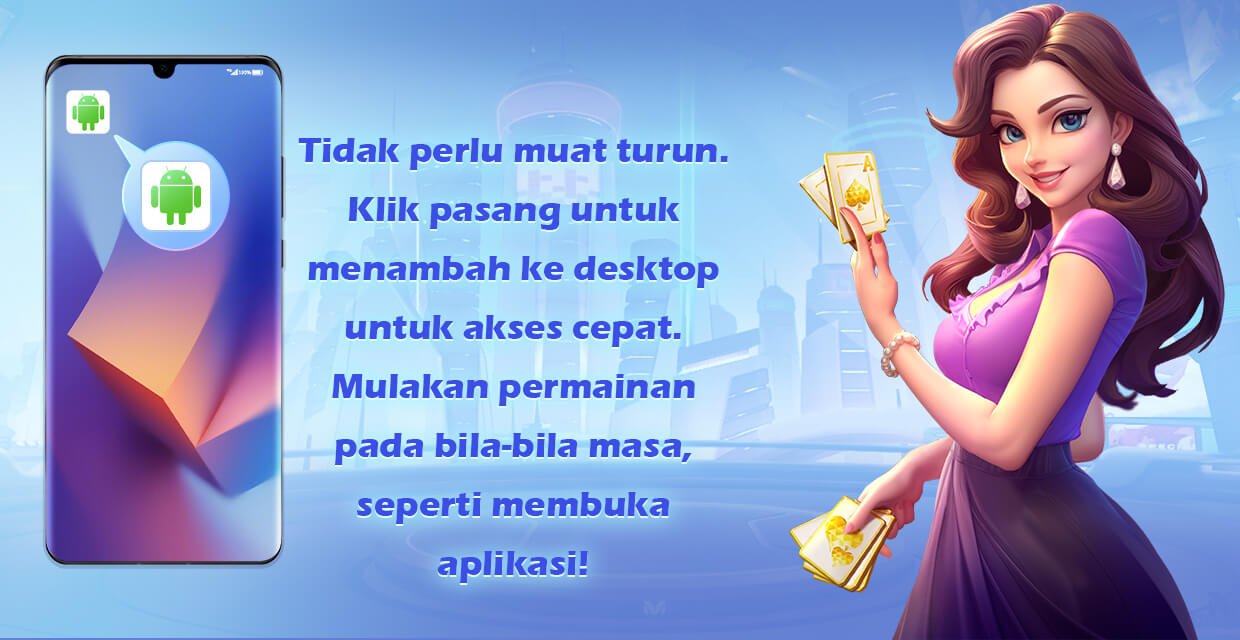 100%
Tidak perlu muat turun.
Klik pasang untuk
menambah ke desktop
untuk akses cepat.
Mulakan permainan
pada bila-bila masa,
seperti membuka
aplikasi!
A